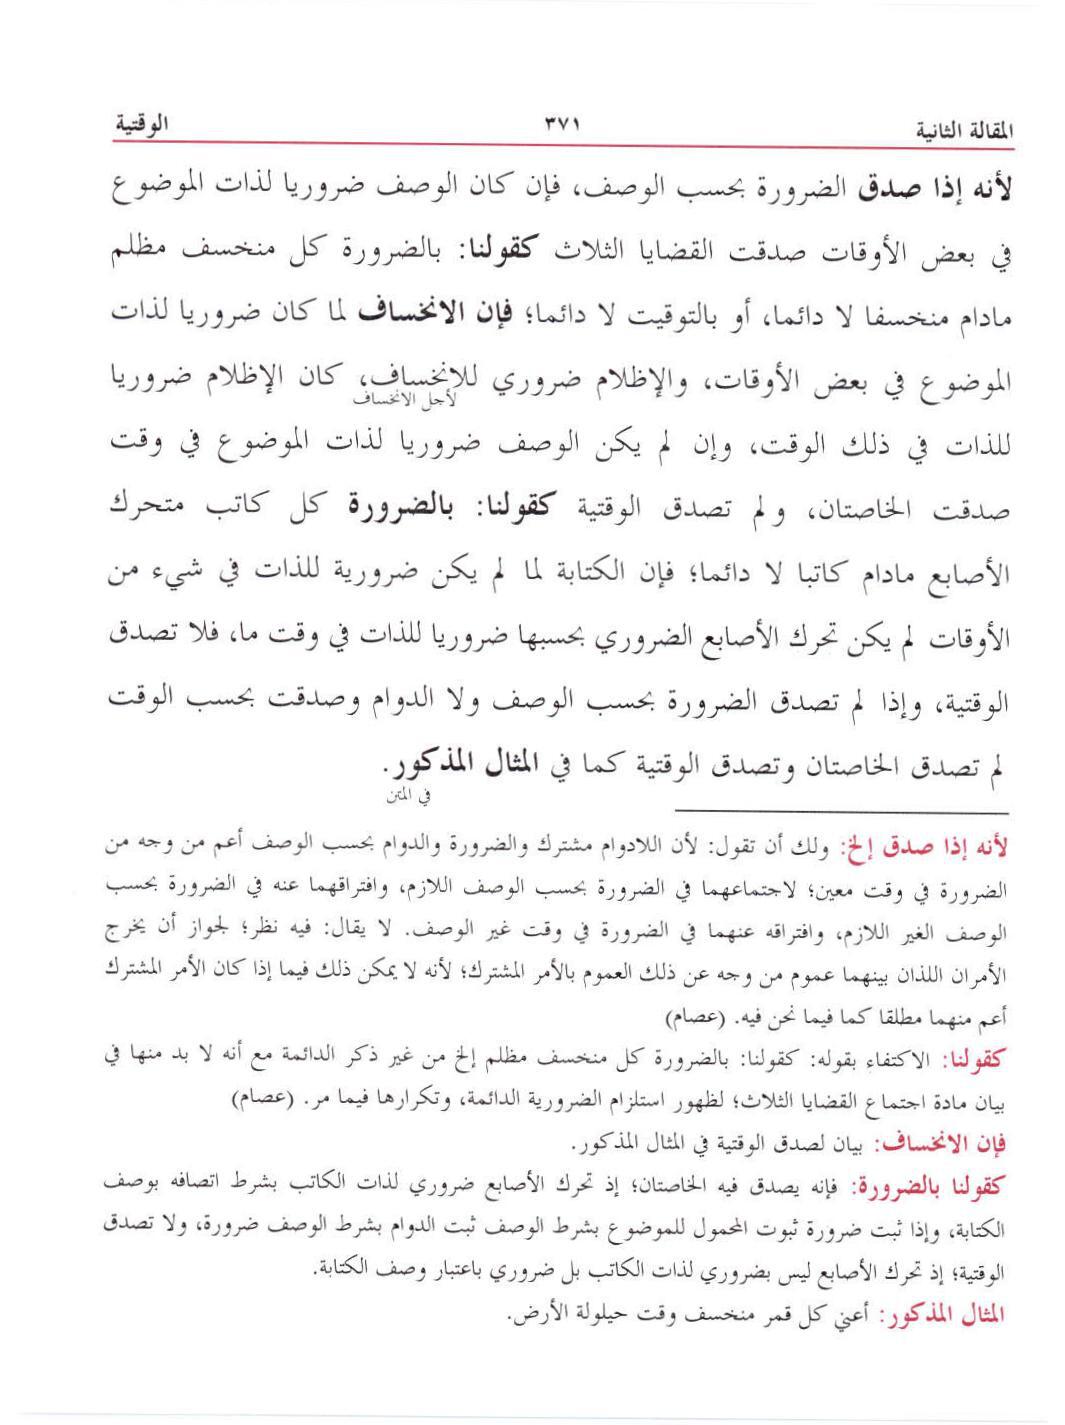 المقالة الثانية ٣٧١ الوقتية
لأنه إذا صدق الضرورة بحسب الوصف، فإن كان الوصف ضروريا لذات الموضوع
في بعض الأوقات صدقت القضايا الثلاث كقولنا: بالضرورة كل منخسف مظلم
مادام منخسفا لا دائما، أو بالتوقيت لا دائما؛ فإن الانخساف لما كان ضروريا لذات
الموضوع في بعض الأوقات، والإظلام ضروري للانخساف، كان الإظلام ضروريا
لأجل الانخساف
للذات في ذلك الوقت، وإن لم يكن الوصف ضروريا لذات الموضوع في وقت
صدقت الخاصتان، ولم تصدق الوقتية كقولنا: بالضرورة كل كاتب متحرك
الأصابع مادام كاتبا لا دائما؛ فإن الكتابة لما لم يكن ضرورية للذات في شيء من
الأوقات لم يكن تحرك الأصابع الضروري بحسبها ضروريا للذات في وقت ما، فلا تصدق
الوقتية، وإذا لم تصدق الضرورة بحسب الوصف ولا الدوام وصدقت بحسب الوقت
لم تصدق الخاصتان وتصدق الوقتية كما في المثال المذكور.
في المتن
لأنه إذا صدق إلخ: ولك أن تقول: لأن اللادوام مشترك والضرورة والدوام بحسب الوصف أعم من وجه من
الضرورة في وقت معين؛ لاجتماعهما في الضرورة بحسب الوصف اللازم، وافتراقهما عنه في الضرورة بحسب
الوصف الغير اللازم، وافتراقه عنهما في الضرورة في وقت غير الوصف. لا يقال: فيه نظر؛ لجواز أن يخرج
الأمران اللذان بينهما عموم من وجه عن ذلك العموم بالأمر المشترك؛ لأنه لا يمكن ذلك فيما إذا كان الأمر المشترك
أعم منهما مطلقا كما فيما نحن فيه. (عصام)
كقولنا: الاكتفاء بقوله: كقولنا: بالضرورة كل منخسف مظلم إلخ من غير ذكر الدائمة مع أنه لا بد منها في
بيان مادة اجتماع القضايا الثلاث؛ لظهور استلزام الضرورية الدائمة، وتكرارها فيما مر. (عصام)
فإن الانخساف: بيان لصدق الوقتية في المثال المذكور.
كقولنا بالضرورة: فإنه يصدق فيه الخاصتان؛ إذ تحرك الأصابع ضروري لذات الكاتب بشرط اتصافه بوصف
الكتابة، وإذا ثبت ضرورة ثبوت المحمول للموضوع بشرط الوصف ثبت الدوام بشرط الوصف ضرورة، ولا تصدق
الوقتية؛ إذ تحرك الأصابع ليس بضروري لذات الكاتب بل ضروري باعتبار وصف الكتابة.
المثال المذكور: أعني كل قمر منخسف وقت حيلولة الأرض.